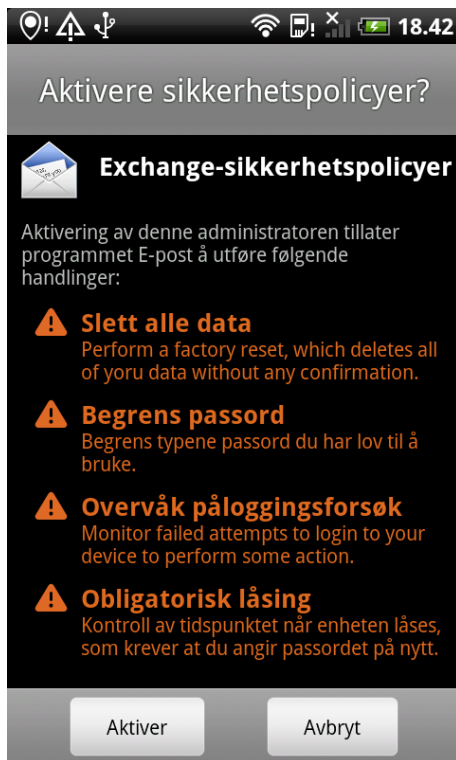 18.42
Aktivere sikkerhetspolicyer?
Exchange-sikkerhetspolicyer
Aktivering av denne administratoren tillater
programmet E-post å utføre følgende
handlinger:
Slett alle data
Perform a factory reset, which deletes all
of yoru data without any confirmation.
Begrens passord
Begrens typene passord du har lov til å
bruke.
Overvåk påloggingsforsøk
Monitor failed attempts to login to your
device to perform some action.
Obligatorisk låsing
Kontroll av tidspunktet når enheten låses,
som krever at du angir passordet på nytt.
Aktiver
Avbryt